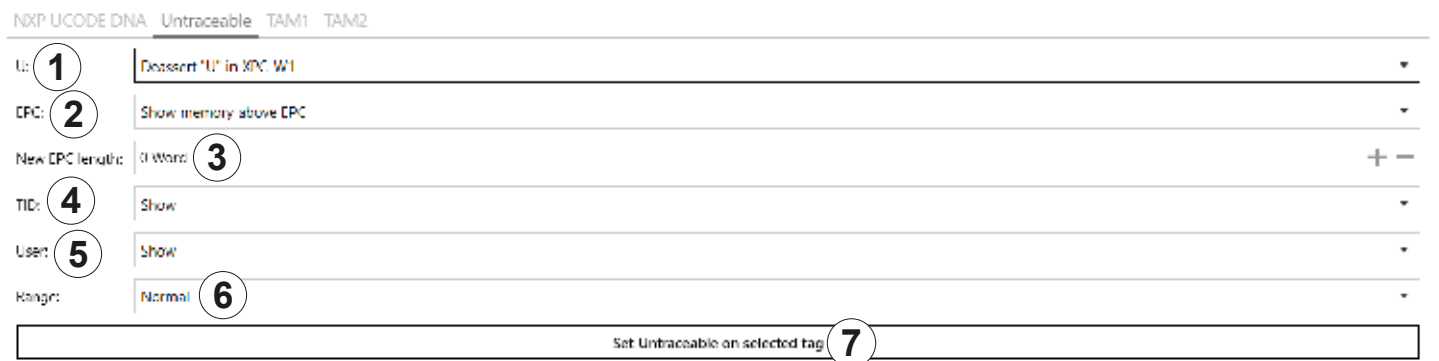 NXP UCODE DNA Untraceable TAM1 TAM2
U: 1 Deassert "U" in XPC_W1
EPC: 2 Show memory above EPC
New EPC length: 0 Word 3
TID: 4 Show
User: 5 Show
Range: Normal 6
Set Untraceable on selected tag 7